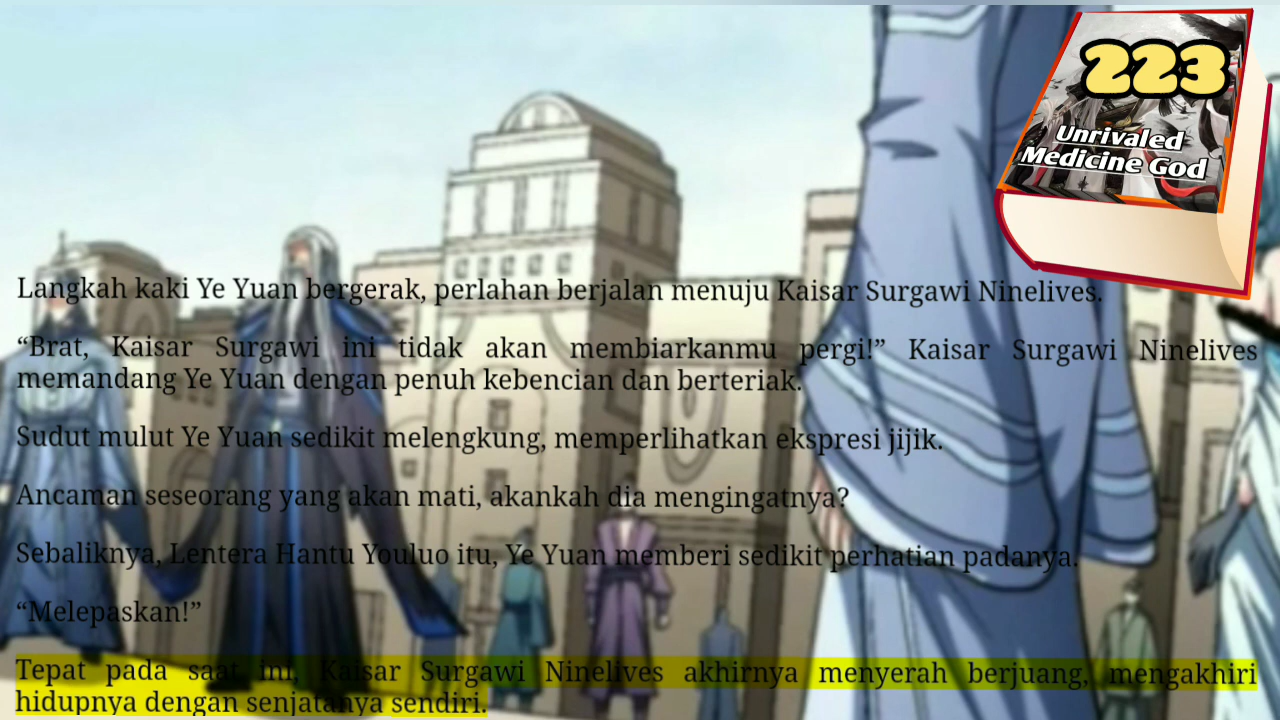 223
Unrivaled
Medicine God
Langkah kaki Ye Yuan bergerak, perlahan berjalan menuju Kaisar Surgawi Ninelives.
“Brat, Kaisar Surgawi ini tidak akan membiarkanmu pergi!” Kaisar Surgawi Ninelives
memandang Ye Yuan dengan penuh kebencian dan berteriak.
Sudut mulut Ye Yuan sedikit melengkung, memperlihatkan ekspresi jijik.
Ancaman seseorang yang akan mati, akankah dia mengingatnya?
Sebaliknya, Lentera Hantu Youluo itu, Ye Yuan memberi sedikit perhatian padanya.
“Melepaskan!”
Tepat pada saat ini, Kaisar Surgawi Ninelives akhirnya menyerah berjuang, mengakhiri
hidupnya dengan senjatanya sendiri.